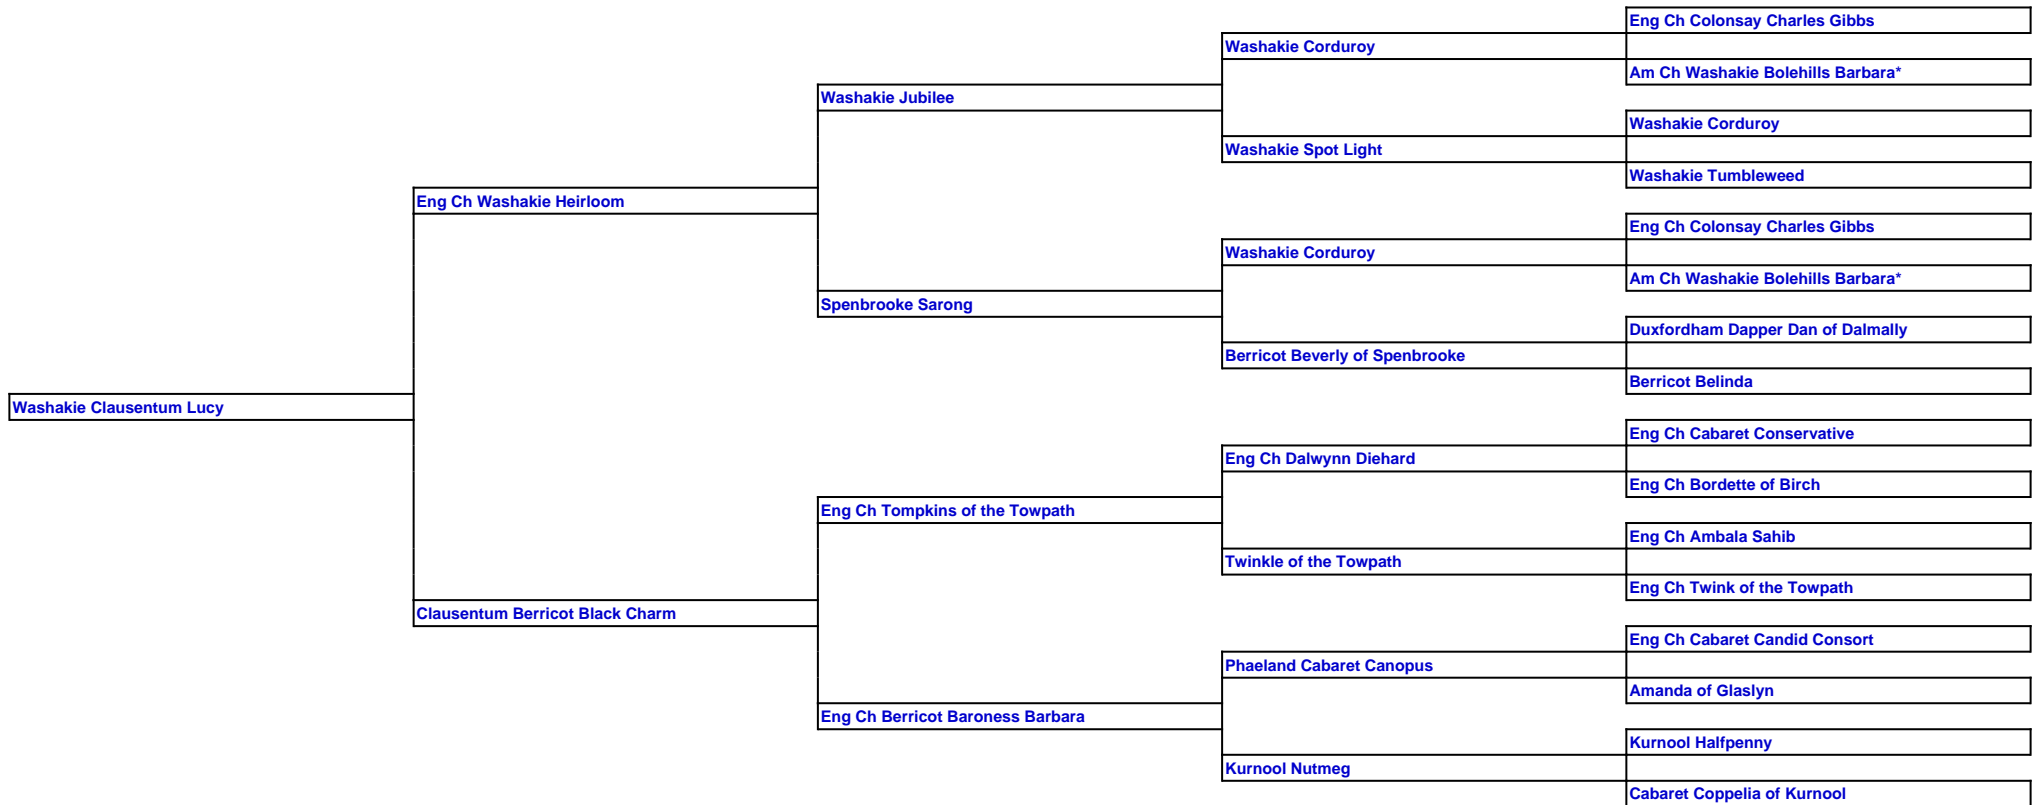 Eng Ch Colonsay Charles Gibbs
Washakie Corduroy
Am Ch Washakie Bolehills Barbara*
Washakie Jubilee
Washakie Corduroy
Washakie Spot Light
Washakie Tumbleweed
Eng Ch Washakie Heirloom
Eng Ch Colonsay Charles Gibbs
Washakie Corduroy
Am Ch Washakie Bolehills Barbara*
Spenbrooke Sarong
Duxfordham Dapper Dan of Dalmally
Berricot Beverly of Spenbrooke
Berricot Belinda
Washakie Clausentum Lucy
Eng Ch Cabaret Conservative
Eng Ch Dalwynn Diehard
Eng Ch Bordette of Birch
Eng Ch Tompkins of the Towpath
Eng Ch Ambala Sahib
Twinkle of the Towpath
Eng Ch Twink of the Towpath
Clausentum Berricot Black Charm
Eng Ch Cabaret Candid Consort
Phaeland Cabaret Canopus
Amanda of Glaslyn
Eng Ch Berricot Baroness Barbara
Kurnool Halfpenny
Kurnool Nutmeg
Cabaret Coppelia of Kurnool